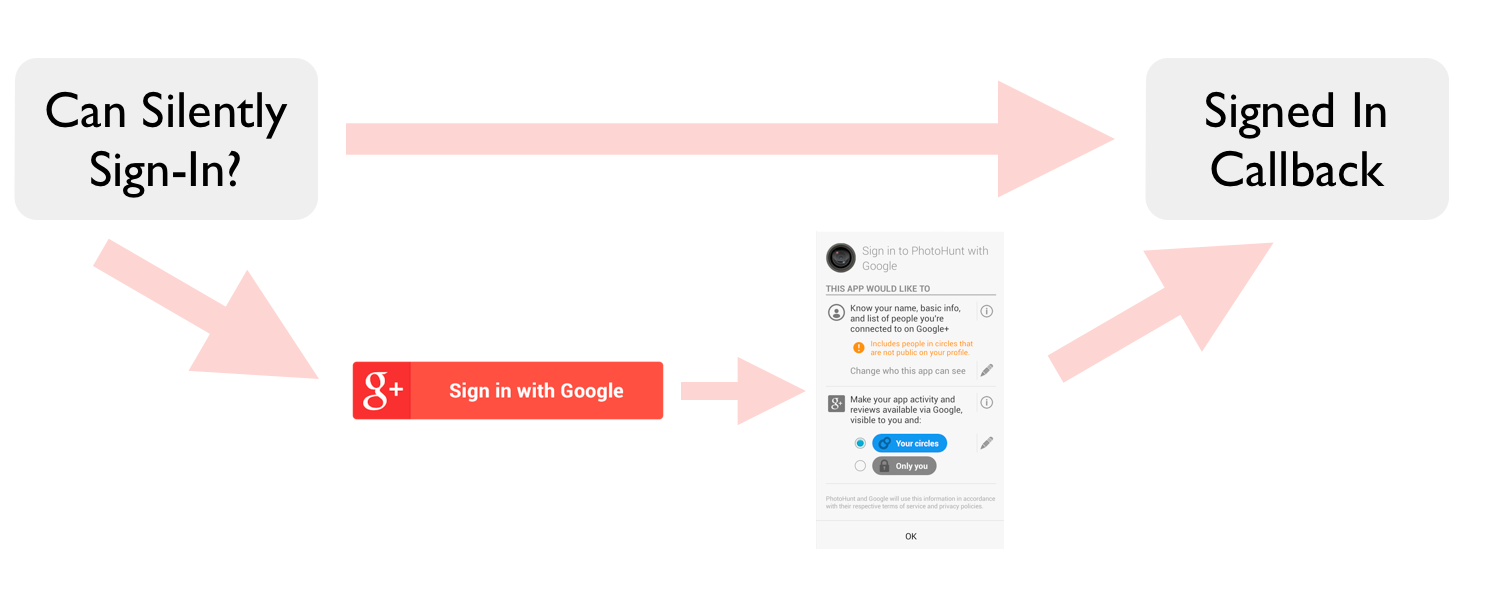 Can Silently
Sign-In?
Signed In
Callback
g+
Sign in with Google
Sign in to PhotoHunt with
Google
THIS APP WOULD LIKE TO
Know your name, basic info,
and list of people you're
connected to on Google+
Includes people in circles that
are not public on your profile.
Change who this app can see
g+
Make your app activity and
reviews available via Google,
visible to you and:
Your circles
Only you
PhotoHunt and Google will use this information in accordance
with their respective terms of service and privacy policies.
OK